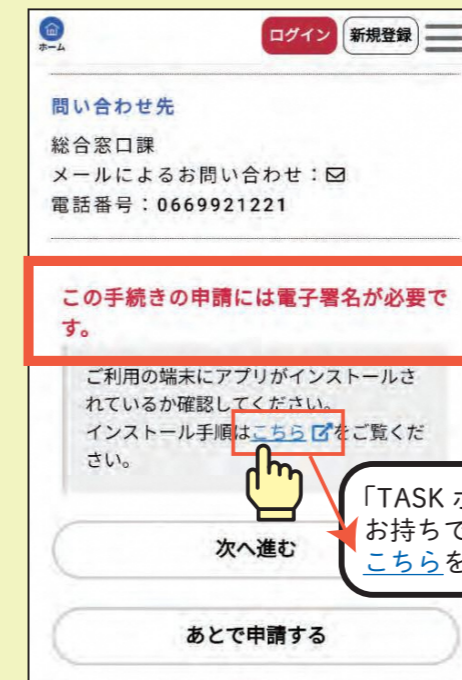 ホーム
ログイン
新規登録
問い合わせ先
総合窓口課
メールによるお問い合わせ：
電話番号：0669921221
この手続きの申請には電子署名が必要で
す。
ご利用の端末にアプリがインストールさ
れているか確認してください。
インストール手順はこちらをご覧くだ
さい。
「TASK
お持ちで
こちらを
次へ進む
あとで申請する